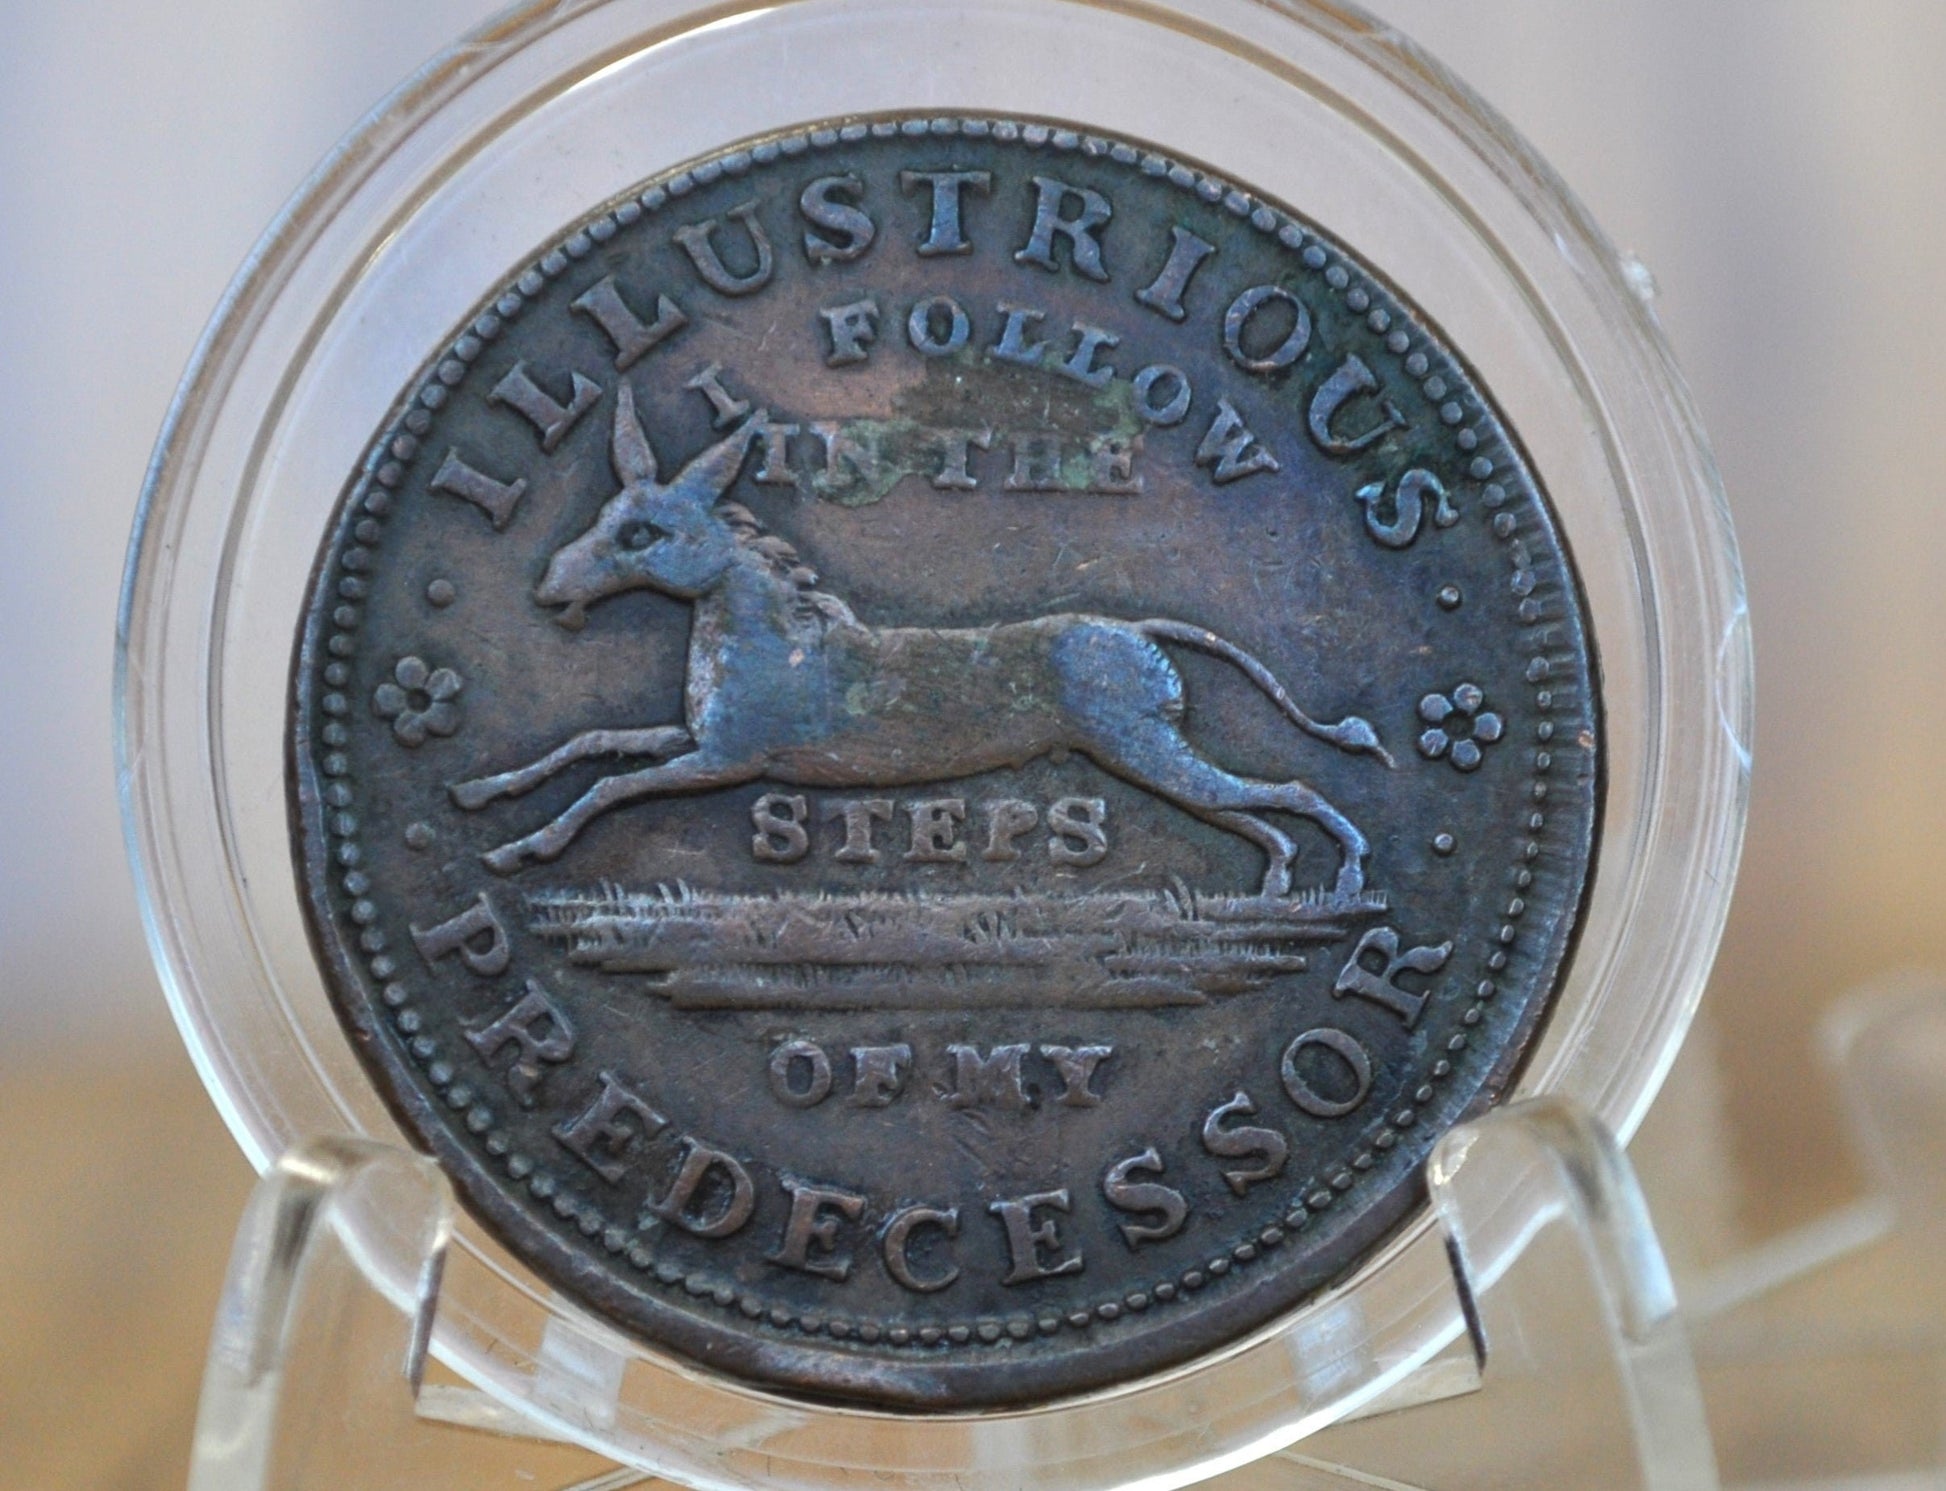 ILLUSTRIOUS
I FOLLOW
IN THE
STEPS
OF MY
PREDECESSOR